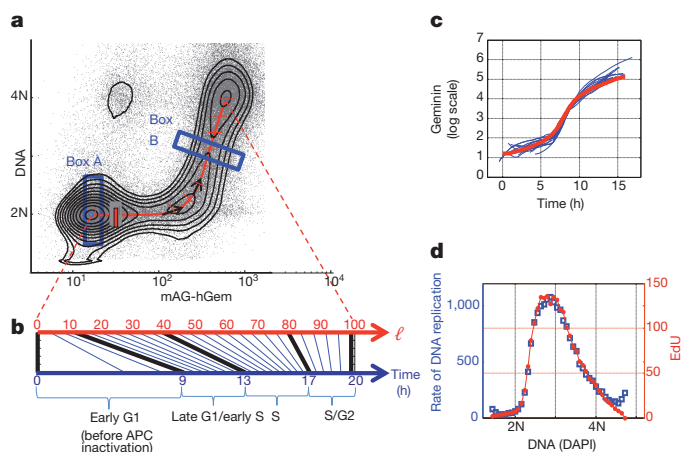 a
4N
2N
DNA
Box A
Box
B
10¹ 10² 10³ 10⁴
mAG-hGem
b
0 10 20 30 40 50 60 70 80 90 100
ℓ
0 9 13 17 20
Time
(h)
Early G1
(before APC
inactivation)
Late G1/early S
S
S/G2
c
Geminin
(log scale)
7
6
5
4
3
2
1
0
0 5 10 15
Time (h)
d
Rate of DNA replication
1,000
500
0
150
100
50
0
EdU
2N 4N
DNA (DAPI)